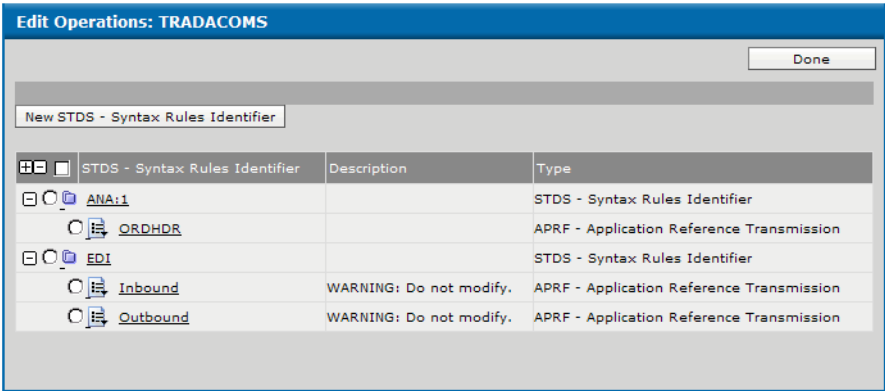 Edit Operations: TRADACOMS
Done
New STDS - Syntax Rules Identifier
STDS - Syntax Rules Identifier Description Type
ANA:1 STDS - Syntax Rules Identifier
ORDHDR APRF - Application Reference Transmission
EDI STDS - Syntax Rules Identifier
Inbound WARNING: Do not modify. APRF - Application Reference Transmission
Outbound WARNING: Do not modify. APRF - Application Reference Transmission